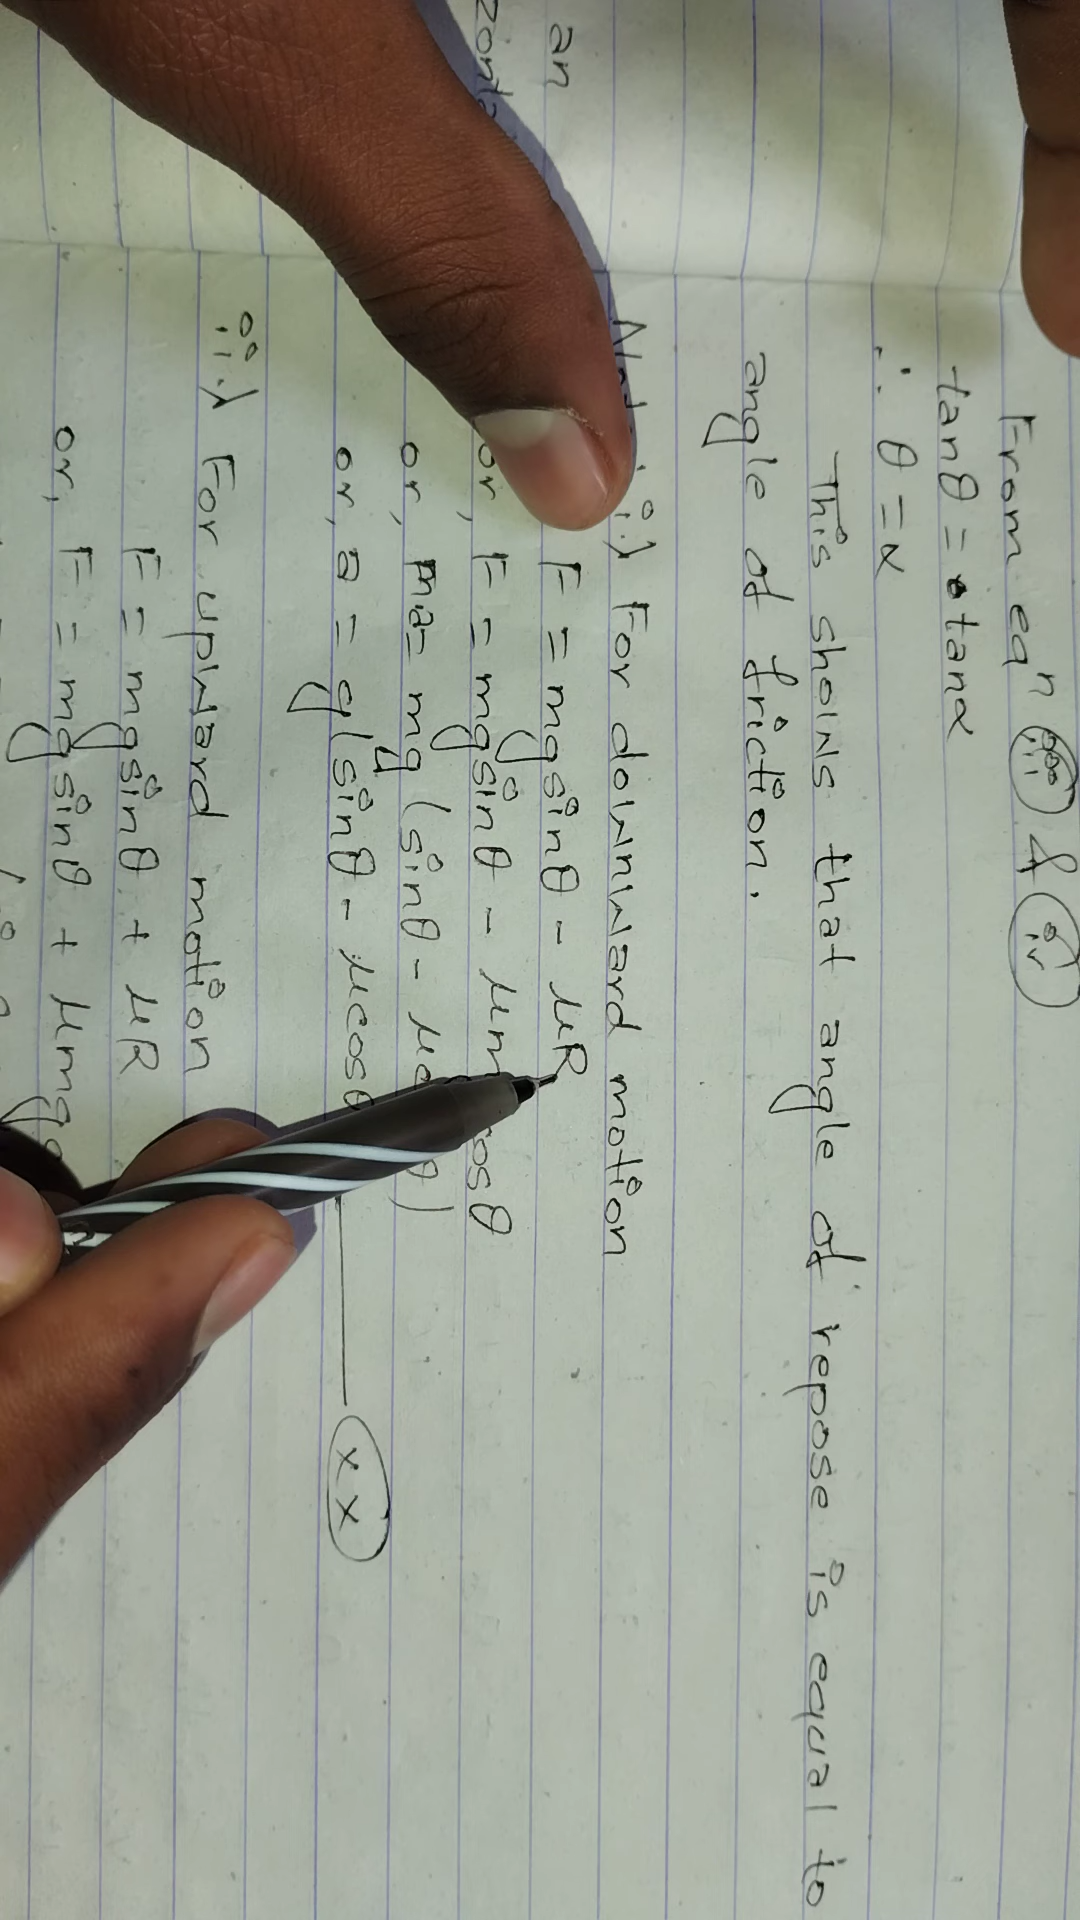 an
From eqⁿ (iii) & (iv)
tanθ = tanα
∴ θ = α
This shows that angle of repose is equal to
angle of friction.
i.) For downward motion
F = mgsinθ - μR
or, F = mgsinθ - μm cosθ
or, ma = mg (sinθ - μ θ)
or, a = g(sinθ - μcosθ (xx)
ii.) For upward motion
F = mgsinθ + μR
or, F = mgsinθ + μmg